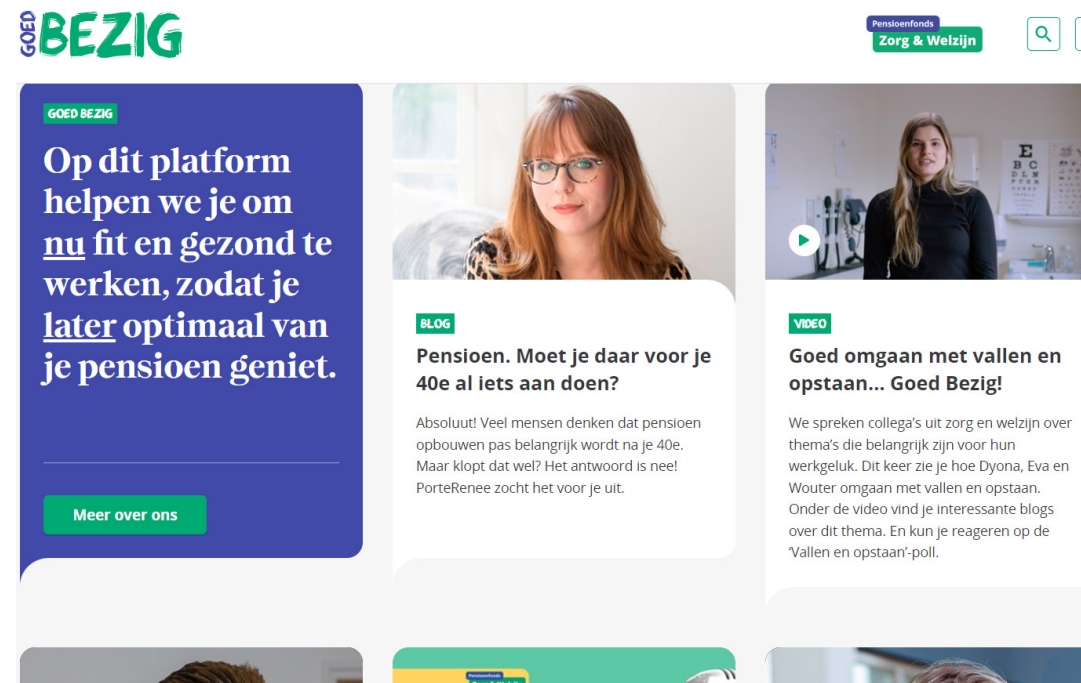 GOED BEZIG
Pensioenfonds
Zorg & Welzijn
GOED BEZIG
Op dit platform
helpen we je om
nu fit en gezond te
werken, zodat je
later optimaal van
je pensioen geniet.
Meer over ons
BLOG
Pensioen. Moet je daar voor je
40e al iets aan doen?
Absoluut! Veel mensen denken dat pensioen
opbouwen pas belangrijk wordt na je 40e.
Maar klopt dat wel? Het antwoord is nee!
PorteRenee zocht het voor je uit.
E
B C
D L N
VIDEO
Goed omgaan met vallen en
opstaan... Goed Bezig!
We spreken collega’s uit zorg en welzijn over
thema’s die belangrijk zijn voor hun
werkgeluk. Dit keer zie je hoe Dyona, Eva en
Wouter omgaan met vallen en opstaan.
Onder de video vind je interessante blogs
over dit thema. En kun je reageren op de
‘Vallen en opstaan’-poll.
Pensioenfonds